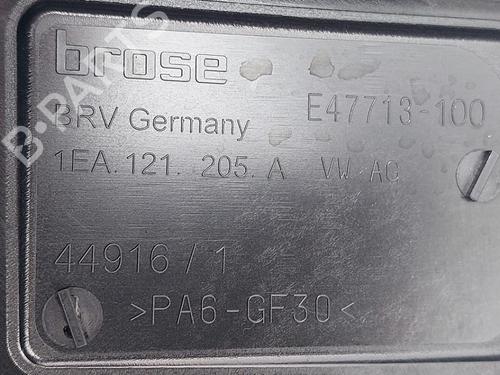 brose
E47713-100
BRV Germany
1EA. 121. 205. A VW AG
44916 / 1
>PA6-GF30<
B-PARTS